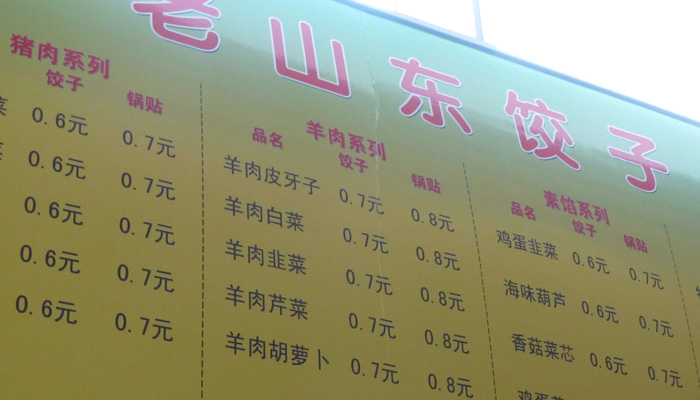 老山东饺子
猪肉系列
饺子 锅贴
菜 0.6元 0.7元
菜 0.6元 0.7元
0.6元 0.7元
0.6元 0.7元
0.6元 0.7元
羊肉系列
品名 饺子 锅贴
羊肉皮牙子 0.7元 0.8元
羊肉白菜 0.7元 0.8元
羊肉韭菜 0.7元 0.8元
羊肉芹菜 0.7元 0.8元
羊肉胡萝卜 0.7元 0.8元
素馅系列
品名 饺子 锅贴
鸡蛋韭菜 0.6元 0.7元
海味葫芦 0.6元 0.7元
香菇菜芯 0.6元 0.7元
鸡蛋